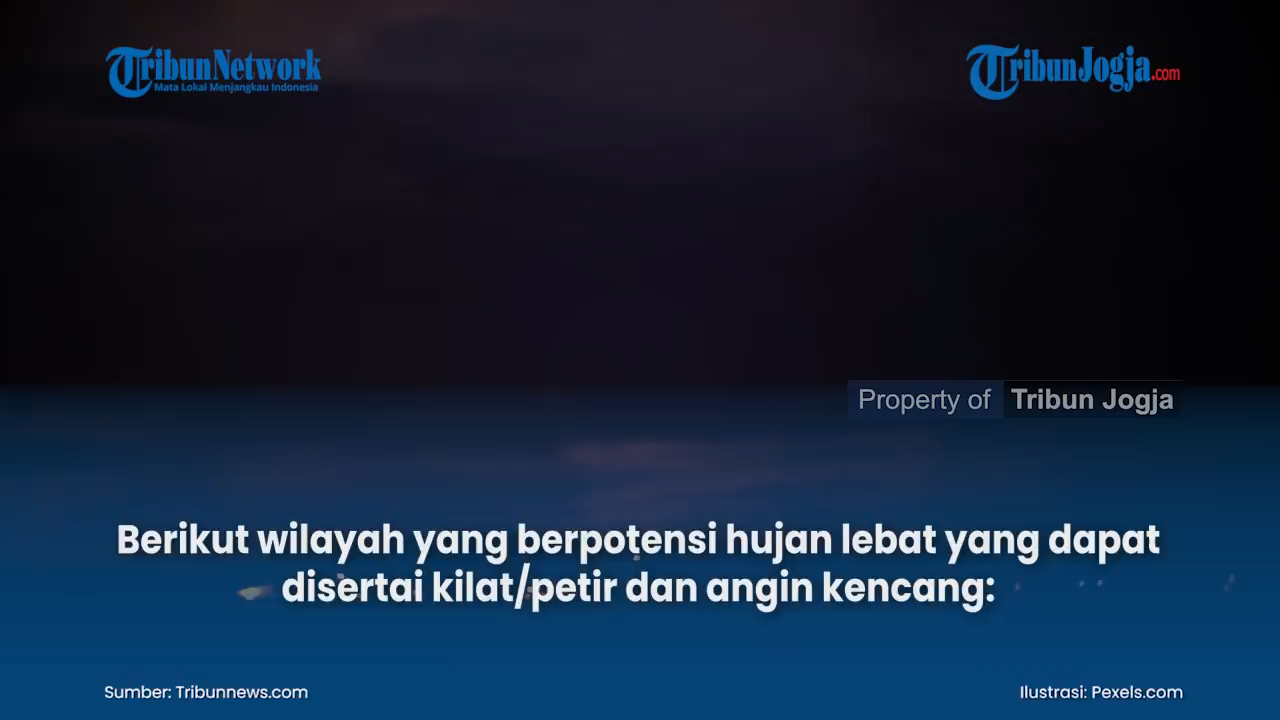 TribunNetwork
Mata Lokal Menjangkau Indonesia
TribunJogja.com
Property of Tribun Jogja
Berikut wilayah yang berpotensi hujan lebat yang dapat
disertai kilat/petir dan angin kencang:
Sumber: Tribunnews.com
Ilustrasi: Pexels.com